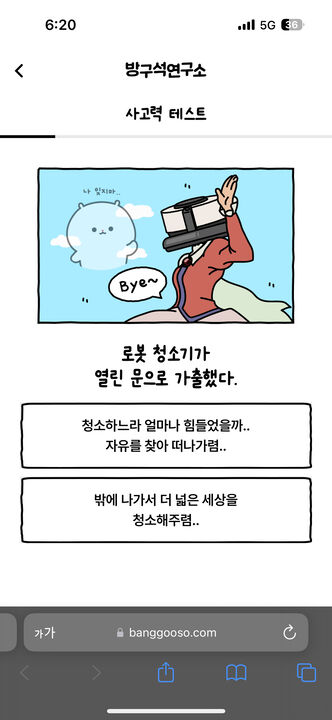 6:20
5G
36
방구석연구소
사고력 테스트
나 잊지마..
Bye~
로봇 청소기가
열린 문으로 가출했다.
청소하느라 얼마나 힘들었을까..
자유를 찾아 떠나가렴..
밖에 나가서 더 넓은 세상을
청소해주렴..
가가
banggooso.com